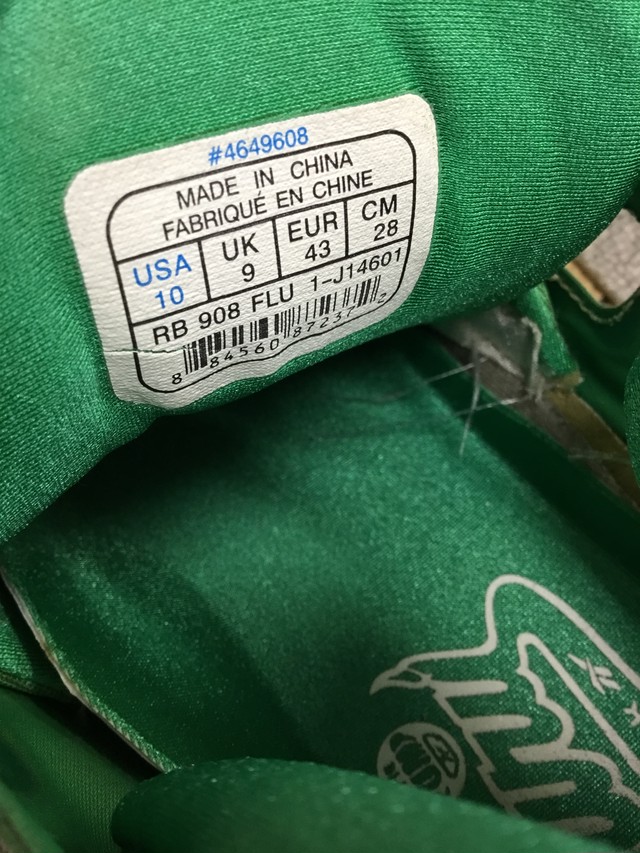 #4649608
MADE IN CHINA
FABRIQUÉ EN CHINE
USA UK EUR CM
10 9 43 28
RB 908 FLU 1-J14601
8 84560 87237 2